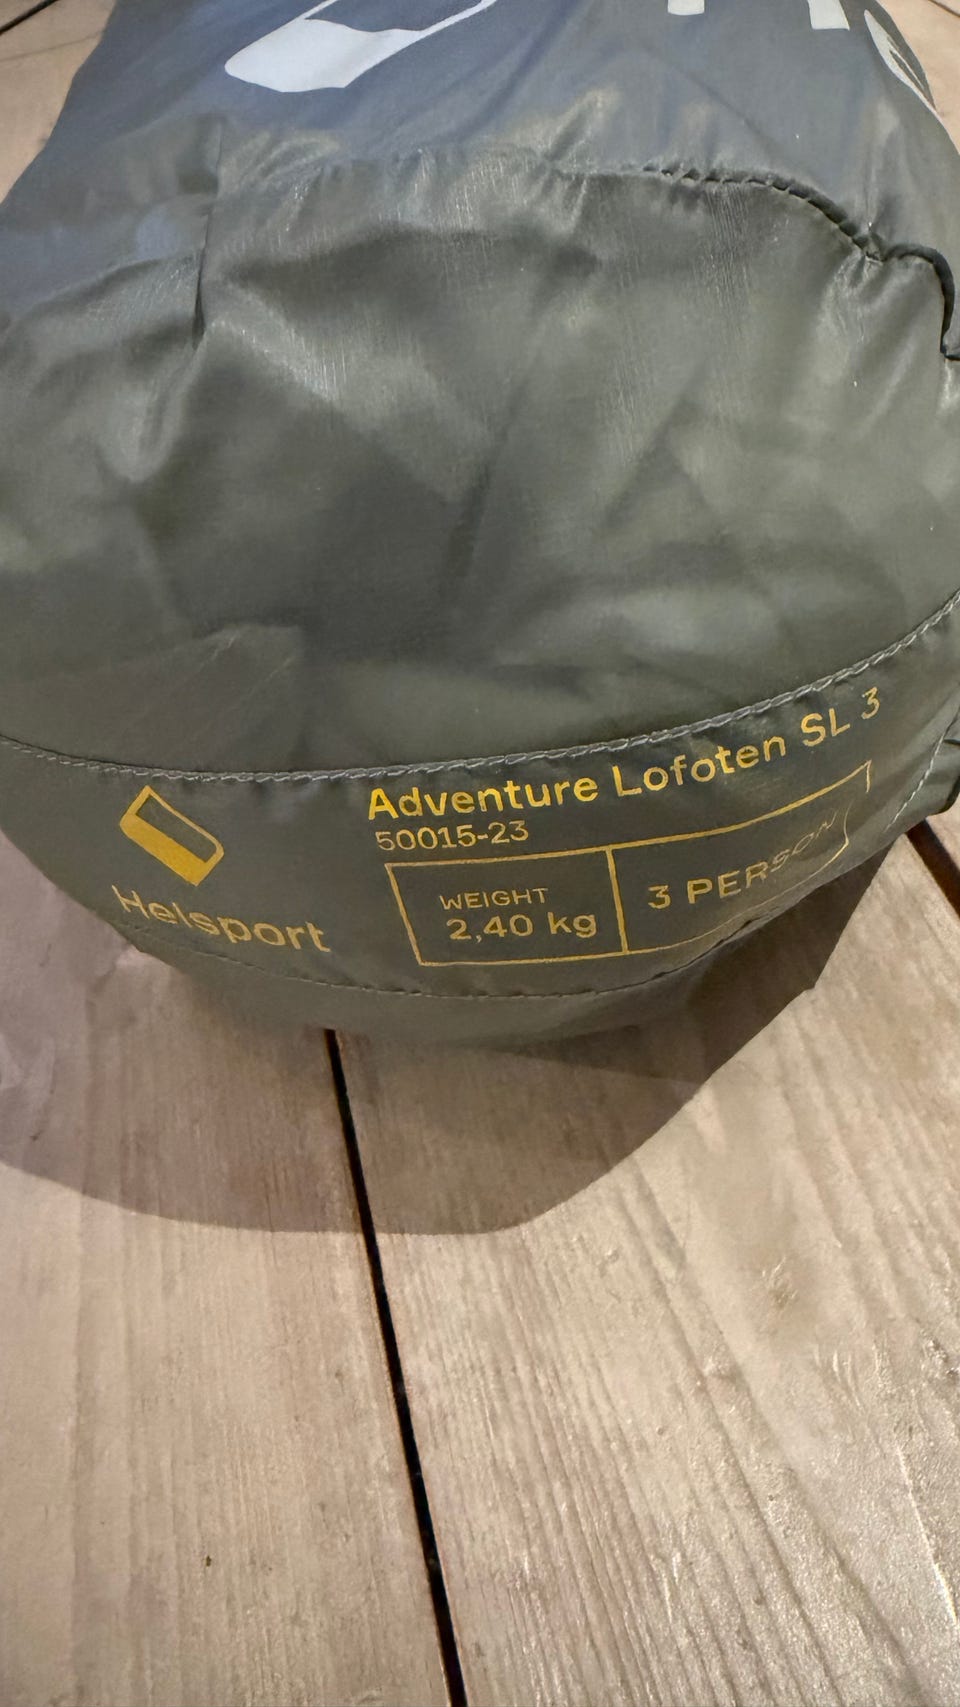 Adventure Lofoten SL 3
50015-23
Helsport
WEIGHT
2,40 kg
3 PERSON